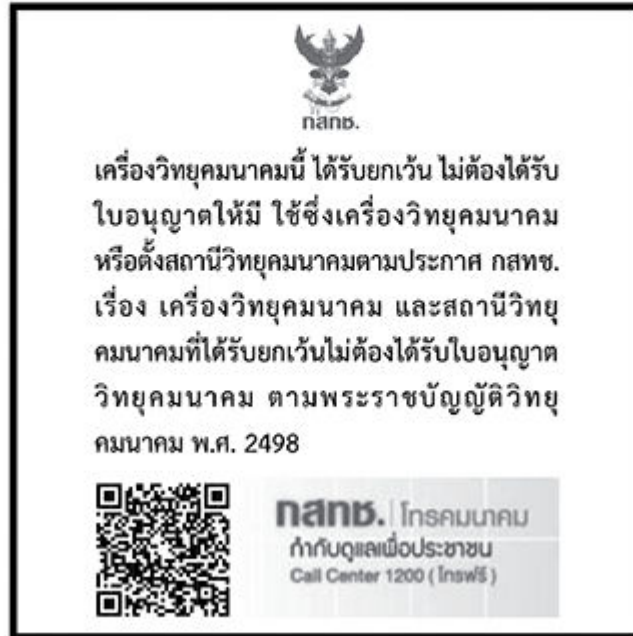 กสทช.
เครื่องวิทยุคมนาคมนี้ ได้รับยกเว้น ไม่ต้องได้รับ
ใบอนุญาตให้มี ใช้ซึ่งเครื่องวิทยุคมนาคม
หรือตั้งสถานีวิทยุคมนาคมตามประกาศ กสทช.
เรื่อง เครื่องวิทยุคมนาคม และสถานีวิทยุ
คมนาคมที่ได้รับยกเว้นไม่ต้องได้รับใบอนุญาต
วิทยุคมนาคม ตามพระราชบัญญัติวิทยุ
คมนาคม พ.ศ. 2498
กสทช. | โทรคมนาคม
กำกับดูแลเพื่อประชาชน
Call Center 1200 (โทรฟรี)